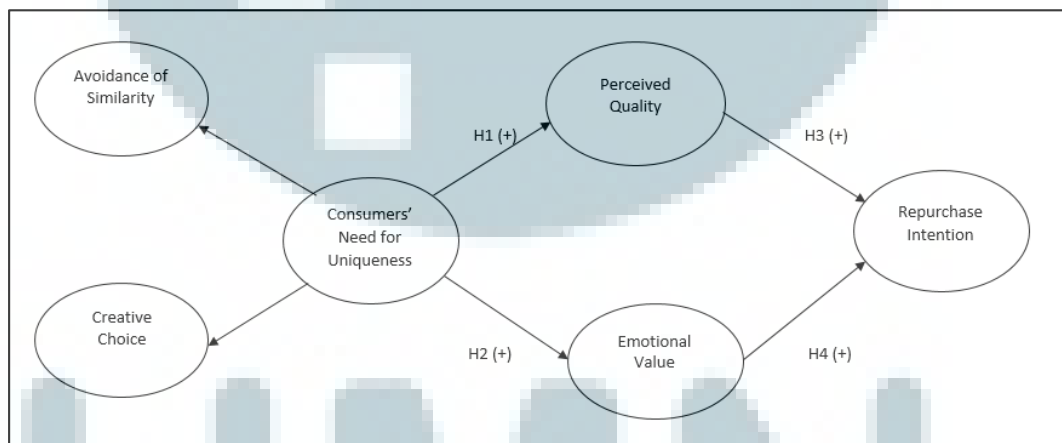 Avoidance of
Similarity
Perceived
Quality
H1 (+)
H3 (+)
Consumers’
Need for
Uniqueness
Repurchase
Intention
Creative
Choice
H2 (+)
Emotional
Value
H4 (+)